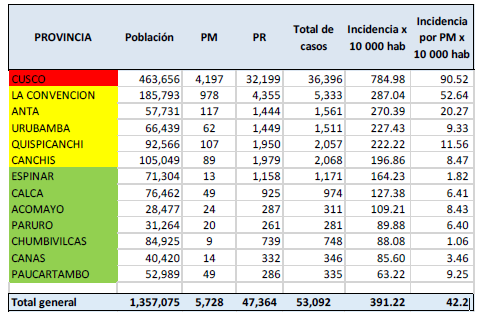 PROVINCIA Población PM PR Total de casos Incidencia x 10 000 hab Incidencia por PM x 10 000 hab
CUSCO 463,656 4,197 32,199 36,396 784.98 90.52
LA CONVENCION 185,793 978 4,355 5,333 287.04 52.64
ANTA 57,731 117 1,444 1,561 270.39 20.27
URUBAMBA 66,439 62 1,449 1,511 227.43 9.33
QUISPICANCHI 92,566 107 1,950 2,057 222.22 11.56
CANCHIS 105,049 89 1,979 2,068 196.86 8.47
ESPINAR 71,304 13 1,158 1,171 164.23 1.82
CALCA 76,462 49 925 974 127.38 6.41
ACOMAYO 28,477 24 287 311 109.21 8.43
PARURO 31,264 20 261 281 89.88 6.40
CHUMBIVILCAS 84,925 9 739 748 88.08 1.06
CANAS 40,420 14 332 346 85.60 3.46
PAUCARTAMBO 52,989 49 286 335 63.22 9.25
Total general 1,357,075 5,728 47,364 53,092 391.22 42.2